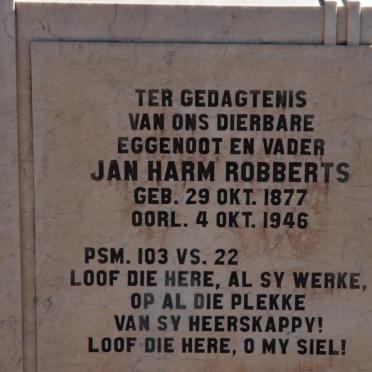 TER GEDAGTENIS
VAN ONS DIERBARE
EGGENOOT EN VADER
JAN HARM ROBBERTS
GEB. 29 OKT. 1877
OORL. 4 OKT. 1946
PSM. 103 VS. 22
LOOF DIE HERE, AL SY WERKE,
OP AL DIE PLEKKE
VAN SY HEERSKAPPY!
LOOF DIE HERE, O MY SIEL!